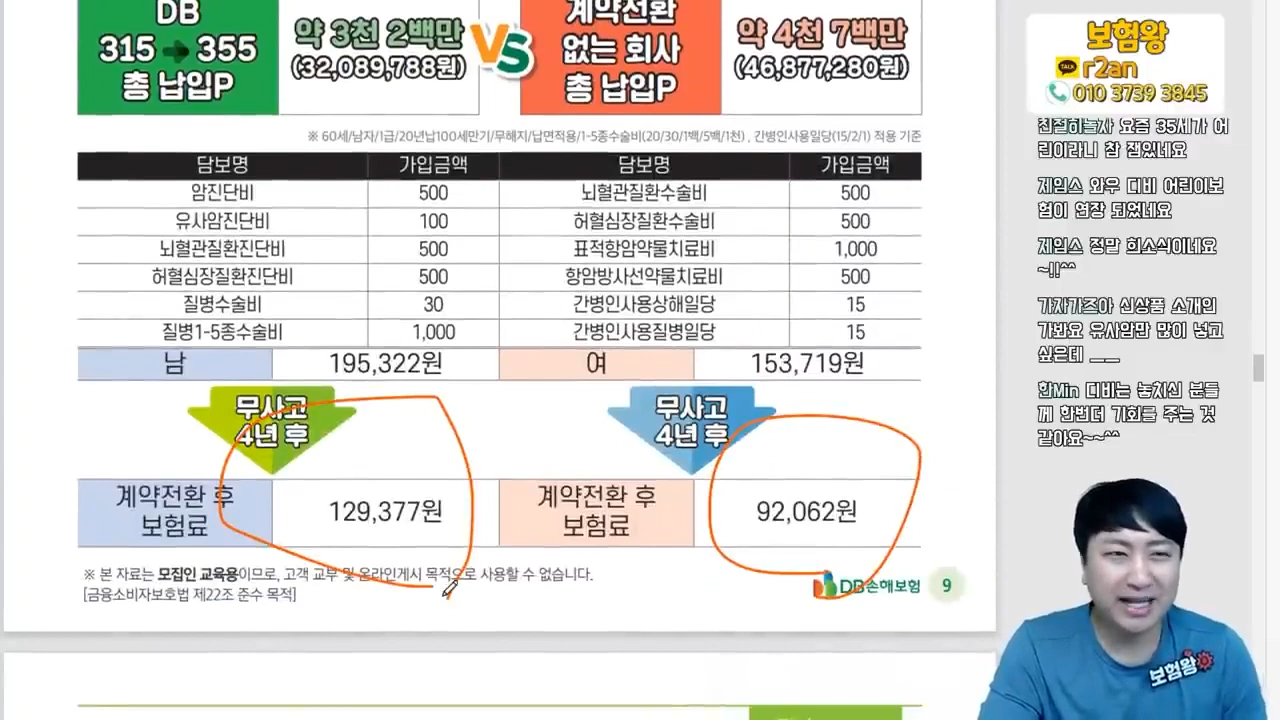 DB
315 → 355
총 납입P
약 3천 2백만
(32,089,788원)
VS
계약전환
없는 회사
총 납입P
약 4천 7백만
(46,877,280원)
※ 60세/남자/1급/20년납100세만기/무해지/납면적용/1-5종수술비(20/30/1백/5백/1천) , 간병인사용일당(15/2/1) 적용 기준
담보명 가입금액 담보명 가입금액
암진단비 500 뇌혈관질환수술비 500
유사암진단비 100 허혈심장질환수술비 500
뇌혈관질환진단비 500 표적항암약물치료비 1,000
허혈심장질환진단비 500 항암방사선약물치료비 500
질병수술비 30 간병인사용상해일당 15
질병1-5종수술비 1,000 간병인사용질병일당 15
남 195,322원 여 153,719원
무사고
4년 후
무사고
4년 후
계약전환 후
보험료
129,377원
계약전환 후
보험료
92,062원
※ 본 자료는 모집인 교육용이므로, 고객 교부 및 온라인게시 목적으로 사용할 수 없습니다.
[금융소비자보호법 제22조 준수 목적]
DB손해보험 9
보험왕
TALK r2an
010 3739 3845
친절하늘사 요즘 35세가 어
린이라니 참 잼있네요
제임스 와우 디비 어린이보
험이 연장 되었네요
제임스 정말 희소식이네요
~!!^^
가자가즈아 신상품 소개인
가봐요 유사암만 많이 넣고
싶은데 ㅡㅡ
한Min 디비는 놓치신 분들
게 한번더 기회를 주는 것
같아요~~^^
보험왕